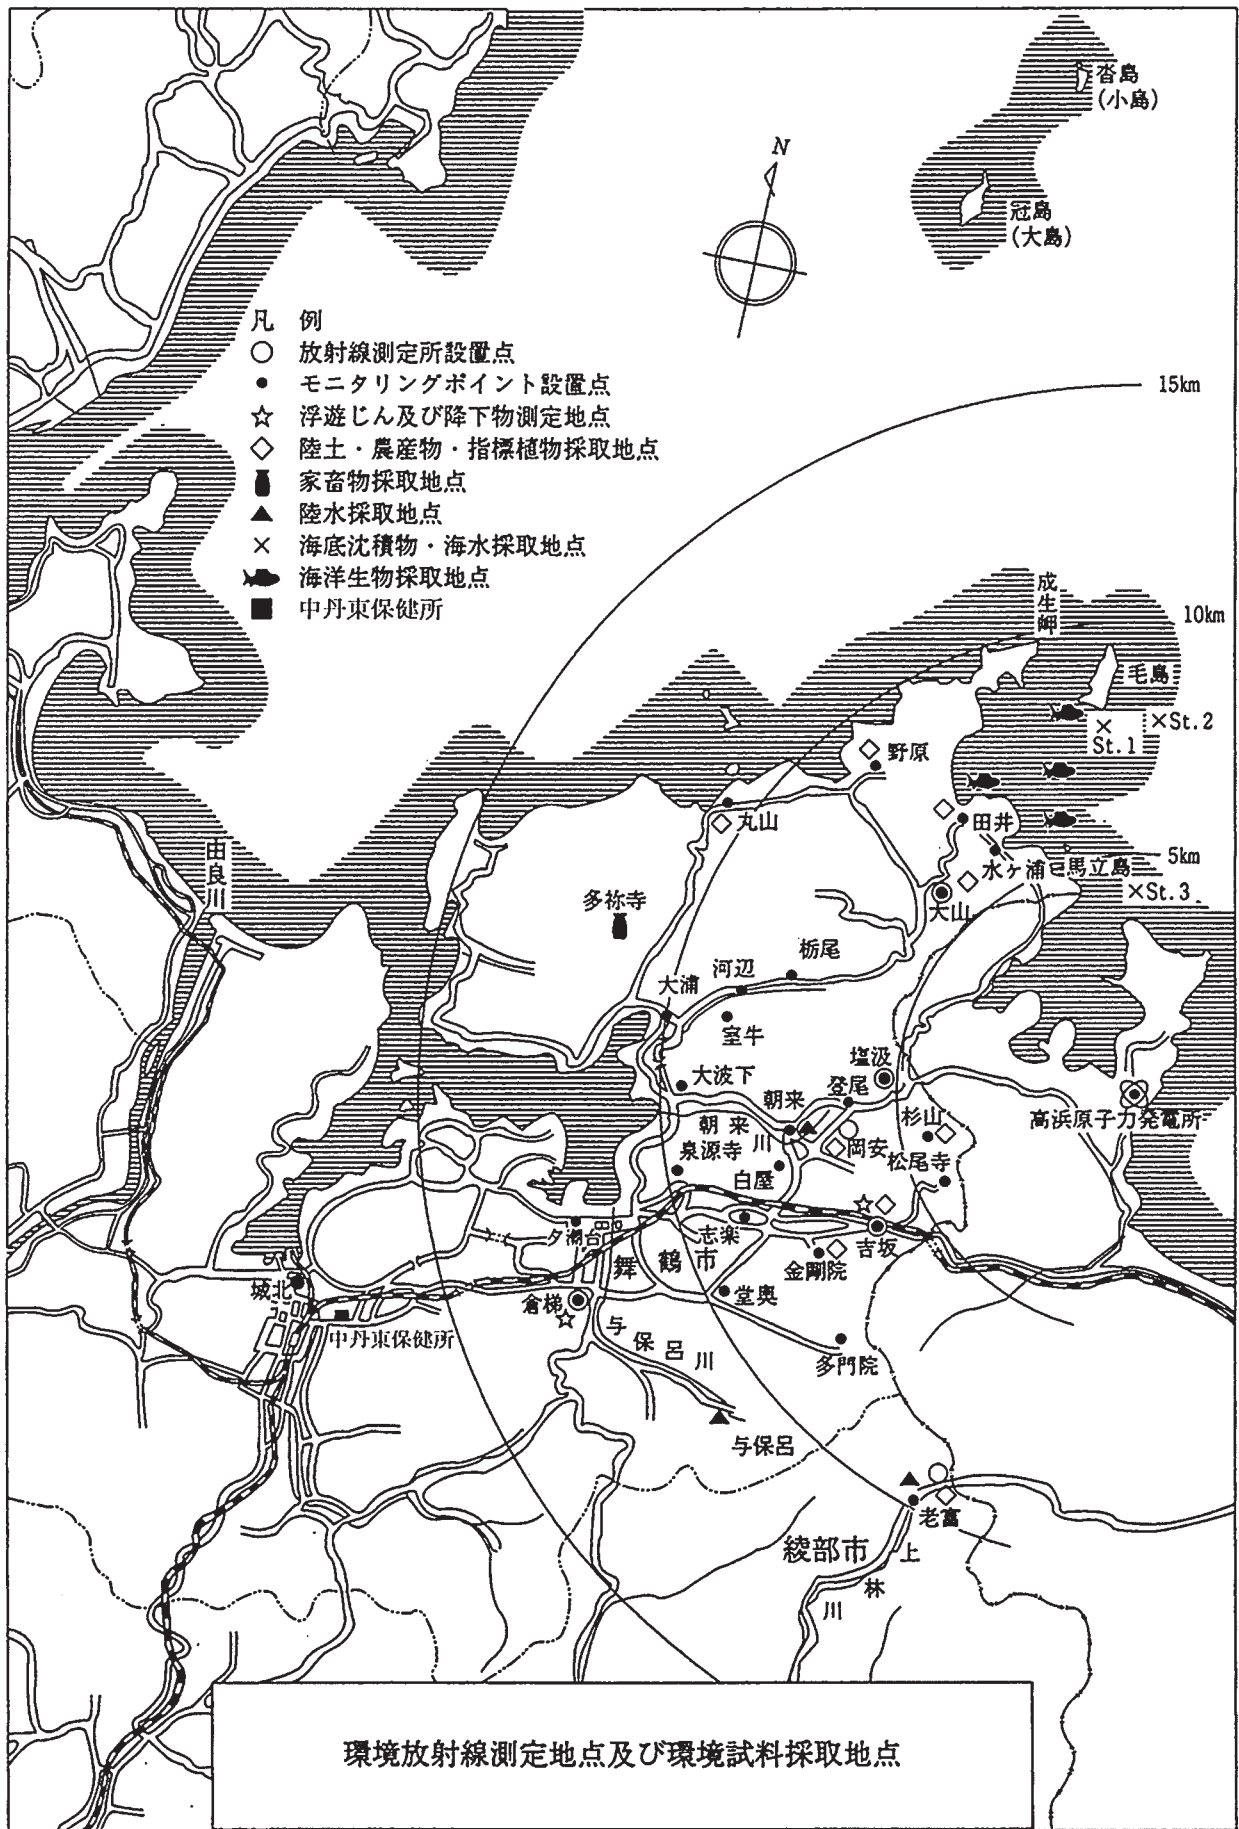 沓島
(小島)
N
冠島
(大島)
凡 例
放射線測定所設置点
モニタリングポイント設置点
浮遊じん及び降下物測定地点
陸土・農産物・指標植物採取地点
家畜物採取地点
陸水採取地点
海底沈積物・海水採取地点
海洋生物採取地点
中丹東保健所
15km
成生岬
10km
毛島
St.2
St.1
野原
丸山
田井
水ヶ浦
馬立島
5km
St.3
大山
由良川
多祢寺
栃尾
河辺
大浦
室牛
塩汲
大波下
登尾
朝来
杉山
高浜原子力発電所
朝来川
岡安
泉源寺
松尾寺
白屋
志楽
吉坂
夕潮台
舞鶴市
金剛院
城北
倉梯
堂奥
中丹東保健所
与保呂川
多門院
与保呂
老富
綾部市
上林川
環境放射線測定地点及び環境試料採取地点